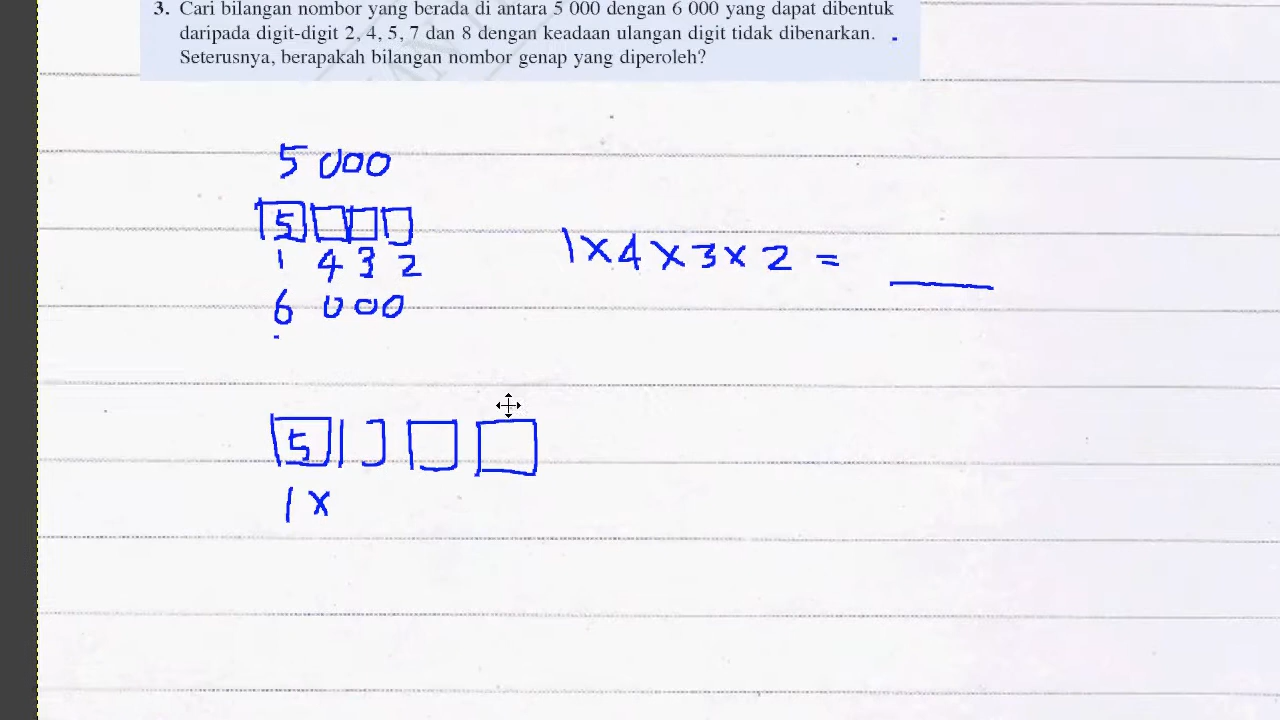 3. Cari bilangan nombor yang berada di antara 5 000 dengan 6 000 yang dapat dibentuk
daripada digit-digit 2, 4, 5, 7 dan 8 dengan keadaan ulangan digit tidak dibenarkan.
Seterusnya, berapakah bilangan nombor genap yang diperoleh?
5 000
5
1 4 3 2
1 x 4 x 3 x 2 =
6 000
5
1 x